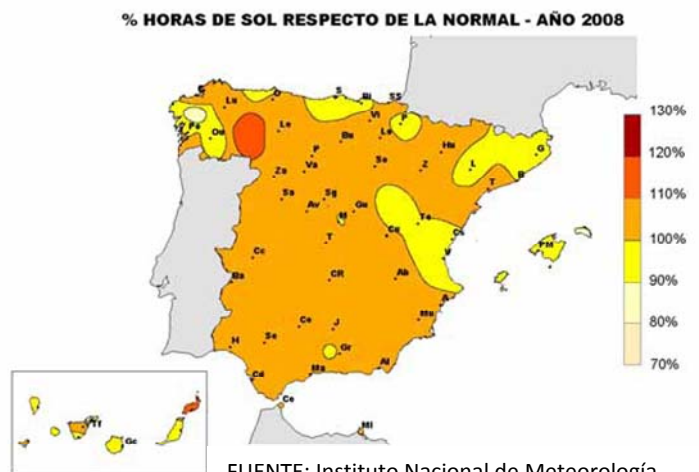 % HORAS DE SOL RESPECTO DE LA NORMAL - AÑO 2008
S
Bi
SS
C
O
Lu
Vi
P
Po
Ou
Le
Bu
Lo
Hu
G
P
So
L
Za
Va
Z
T
B
Sa
Sg
Av
Gu
M
Te
Cu
Cs
T
PM
Cc
V
Ba
CR
Ab
A
Mu
Co
J
H
Se
Gr
Ma
Al
Cd
Ce
Ml
Tf
Gc
130%
120%
110%
100%
90%
80%
70%
FUENTE: Instituto Nacional de Meteorología